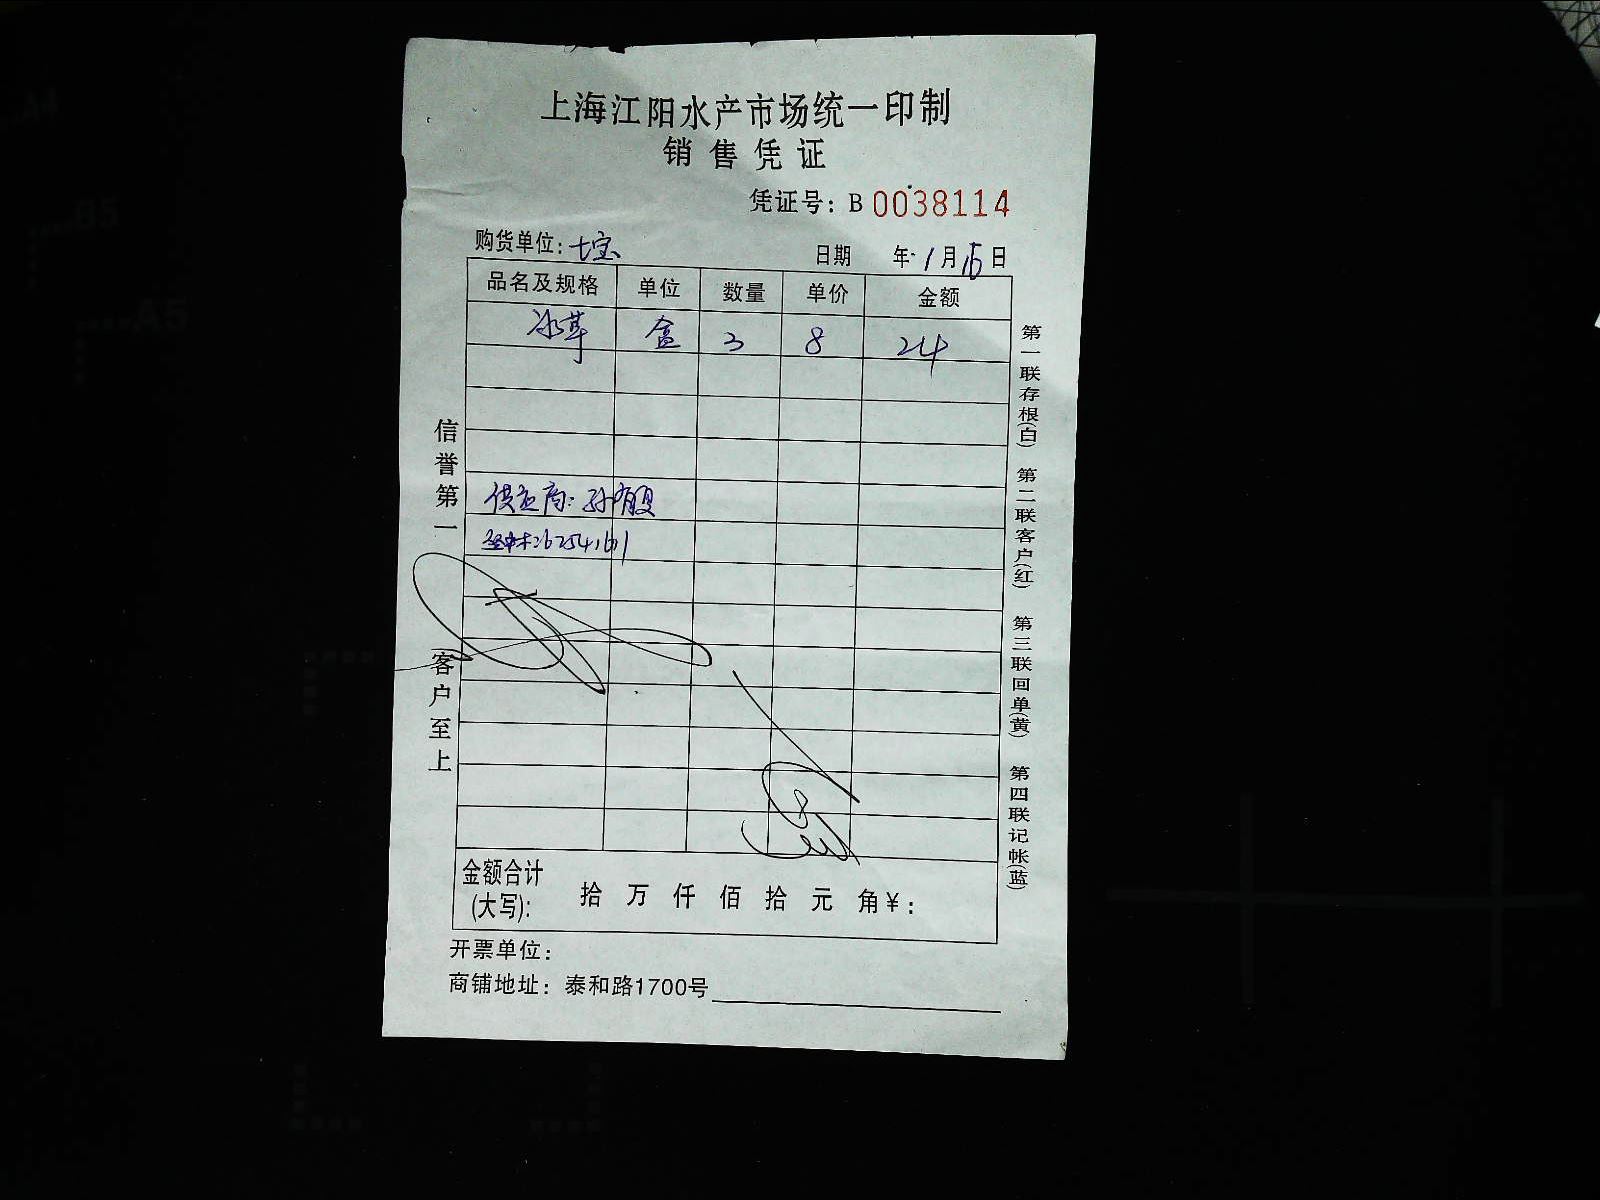 上海江阳水产市场统一印制
销售凭证
凭证号: B 0038114
购货单位: 七宝 日期 年 1月15日
品名及规格 单位 数量 单价 金额
冰草 盒 3 8 24
供应商: 孙
信誉第一 客户至上
第一联存根(白) 第二联客户(红) 第三联回单(黄) 第四联记帐(蓝)
金额合计(大写): 拾 万 仟 佰 拾 元 角 ¥:
开票单位:
商铺地址: 泰和路1700号